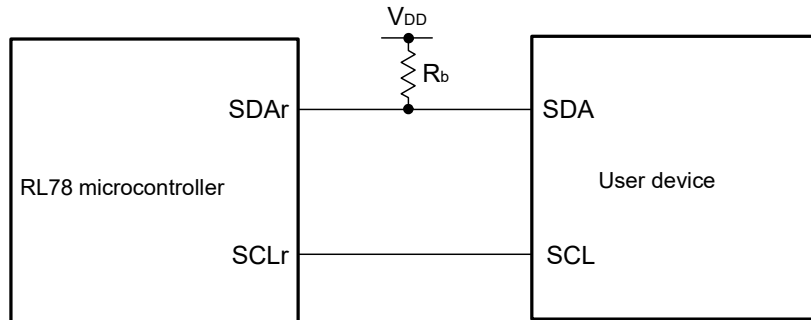 VDD
Rb
SDAr
SDA
RL78 microcontroller
User device
SCLr
SCL